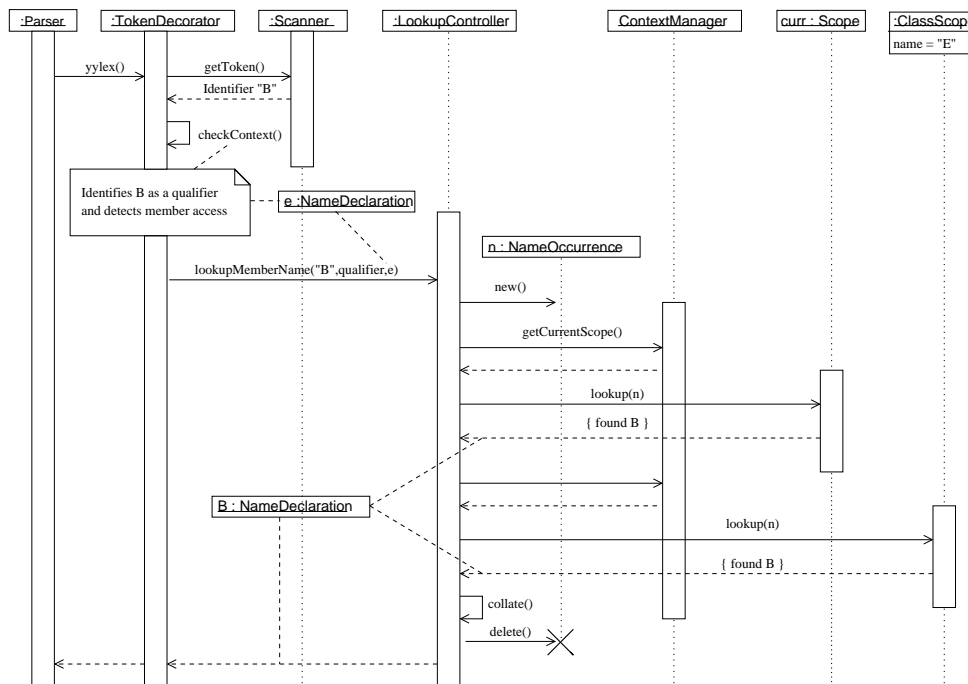 :Parser
:TokenDecorator
:Scanner
:LookupController
ContextManager
curr : Scope
:ClassScop
name = "E"
yylex()
getToken()
Identifier "B"
checkContext()
Identifies B as a qualifier
and detects member access
e :NameDeclaration
n : NameOccurrence
lookupMemberName("B",qualifier,e)
new()
getCurrentScope()
lookup(n)
{ found B }
B : NameDeclaration
lookup(n)
{ found B }
collate()
delete()